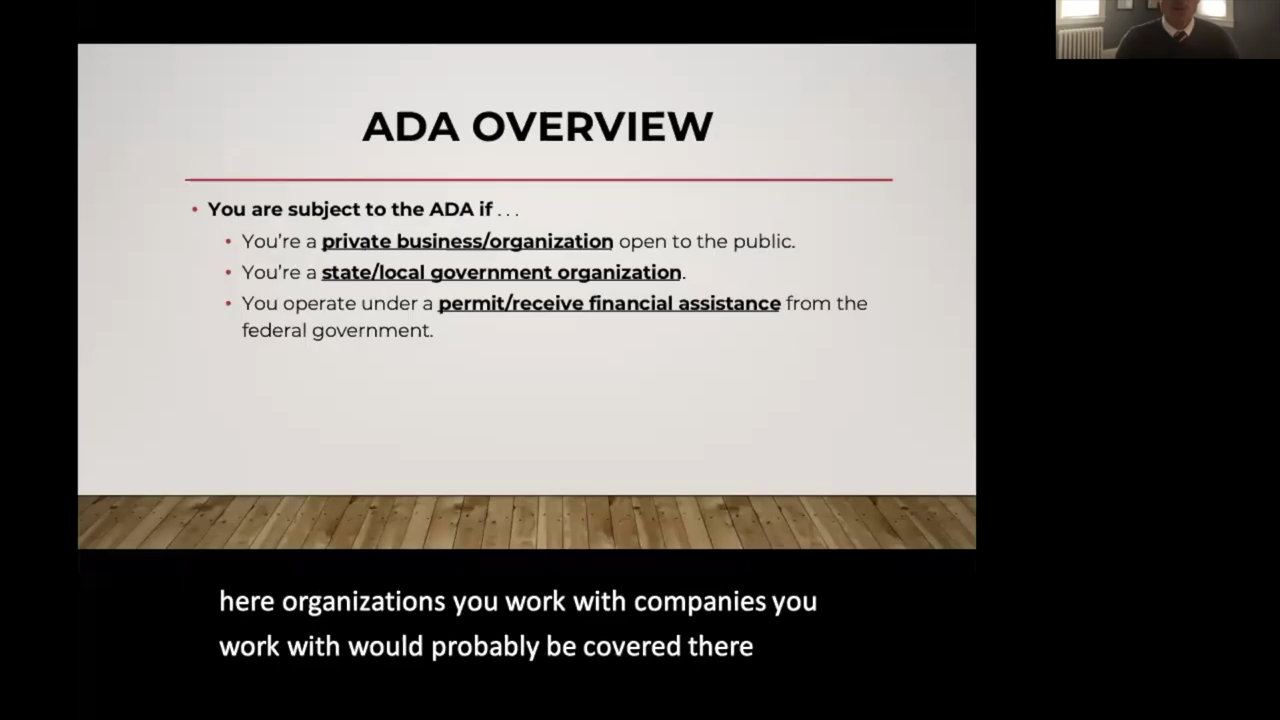 ADA OVERVIEW
• You are subject to the ADA if . . .
• You’re a private business/organization open to the public.
• You’re a state/local government organization.
• You operate under a permit/receive financial assistance from the
federal government.
here organizations you work with companies you
work with would probably be covered there